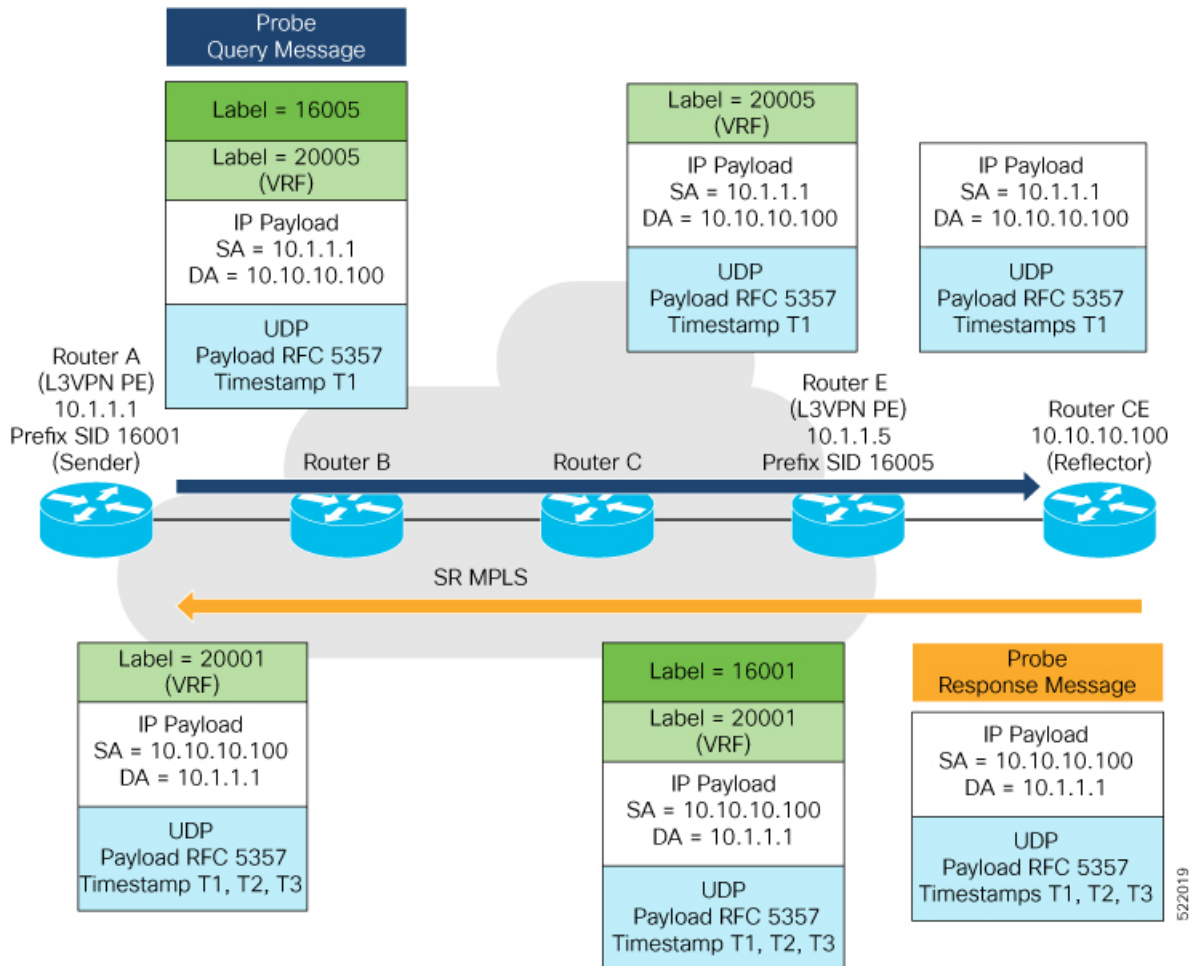 Probe
Query Message
Label = 16005
Label = 20005
(VRF)
IP Payload
SA = 10.1.1.1
DA = 10.10.10.100
UDP
Payload RFC 5357
Timestamp T1
Label = 20005
(VRF)
IP Payload
SA = 10.1.1.1
DA = 10.10.10.100
UDP
Payload RFC 5357
Timestamp T1
IP Payload
SA = 10.1.1.1
DA = 10.10.10.100
UDP
Payload RFC 5357
Timestamps T1
Router A
(L3VPN PE)
10.1.1.1
Prefix SID 16001
(Sender)
Router B
Router C
Router E
(L3VPN PE)
10.1.1.5
Prefix SID 16005
Router CE
10.10.10.100
(Reflector)
SR MPLS
Label = 20001
(VRF)
IP Payload
SA = 10.10.10.100
DA = 10.1.1.1
UDP
Payload RFC 5357
Timestamp T1, T2, T3
Label = 16001
Label = 20001
(VRF)
IP Payload
SA = 10.10.10.100
DA = 10.1.1.1
UDP
Payload RFC 5357
Timestamp T1, T2, T3
Probe
Response Message
IP Payload
SA = 10.10.10.100
DA = 10.1.1.1
UDP
Payload RFC 5357
Timestamps T1, T2, T3
522019